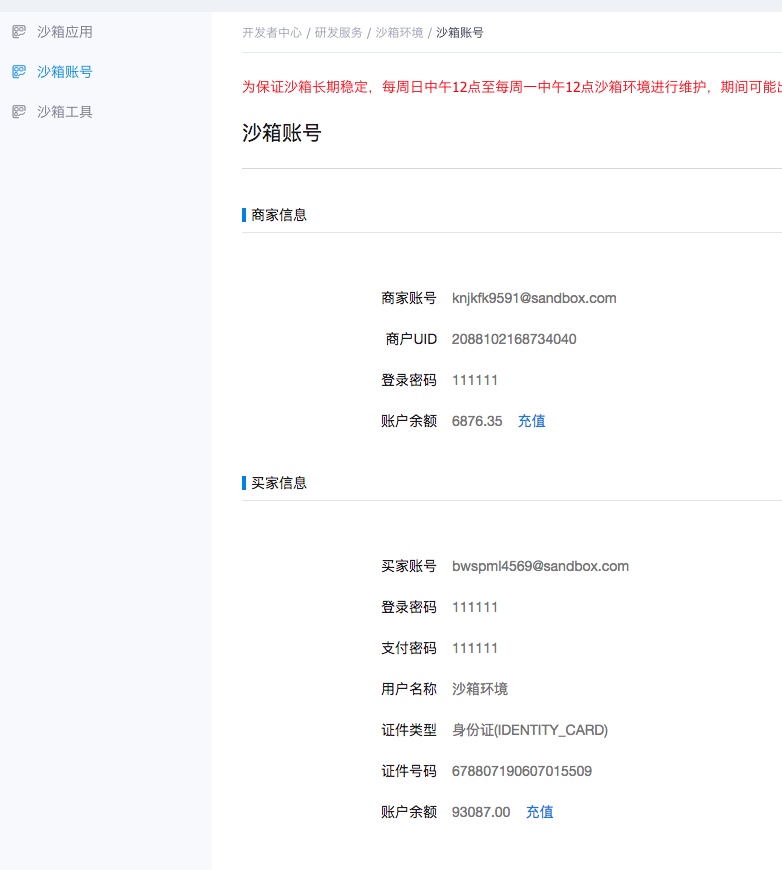 沙箱应用
沙箱账号
沙箱工具
开发者中心 / 研发服务 / 沙箱环境 / 沙箱账号
为保证沙箱长期稳定，每周日中午12点至每周一中午12点沙箱环境进行维护，期间可能
沙箱账号
商家信息
商家账号 knjkfk9591@sandbox.com
商户UID 2088102168734040
登录密码 111111
账户余额 6876.35 充值
买家信息
买家账号 bwspml4569@sandbox.com
登录密码 111111
支付密码 111111
用户名称 沙箱环境
证件类型 身份证(IDENTITY_CARD)
证件号码 678807190607015509
账户余额 93087.00 充值